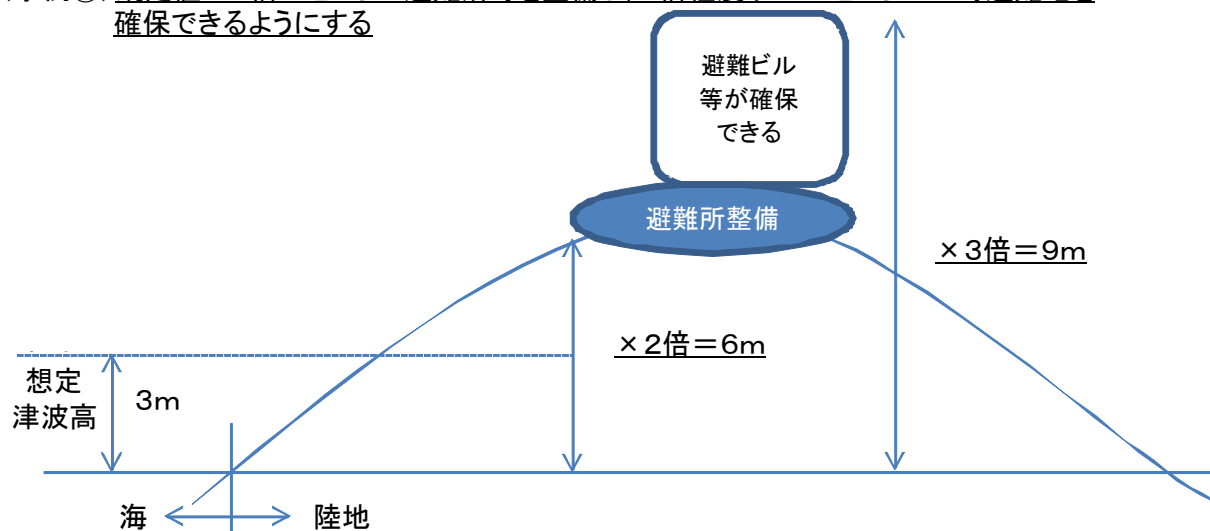 確保できるようにする
避難ビル
等が確保
できる
避難所整備
×3倍=9m
×2倍=6m
想定
津波高
3m
海
陸地